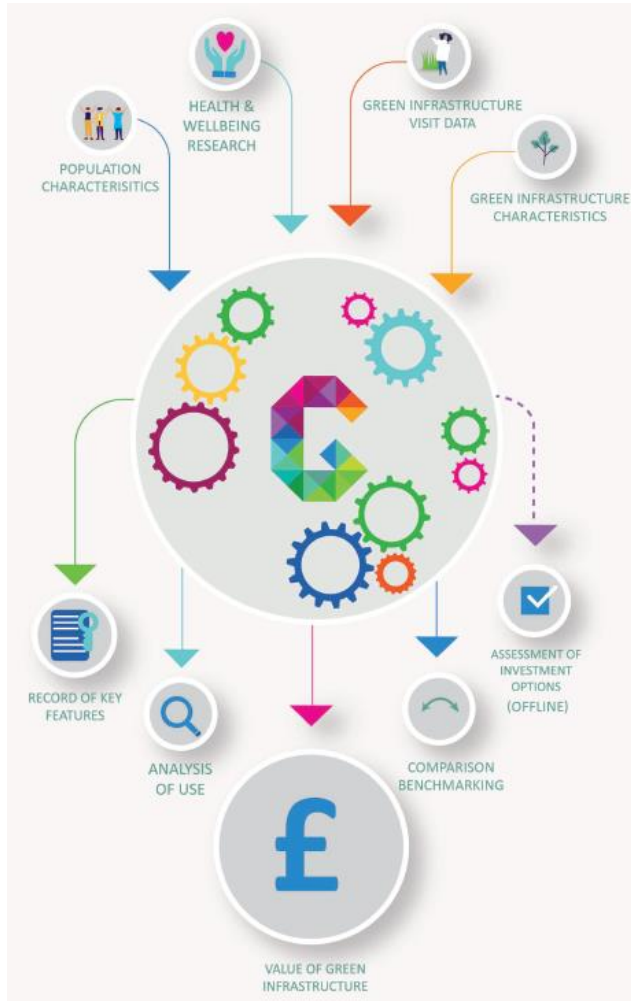 HEALTH &
WELLBEING
RESEARCH
GREEN INFRASTRUCTURE
VISIT DATA
POPULATION
CHARACTERISITICS
GREEN INFRASTRUCTURE
CHARACTERISTICS
G
RECORD OF KEY
FEATURES
ANALYSIS
OF USE
£
VALUE OF GREEN
INFRASTRUCTURE
COMPARISON
BENCHMARKING
ASSESSMENT OF
INVESTMENT
OPTIONS
(OFFLINE)